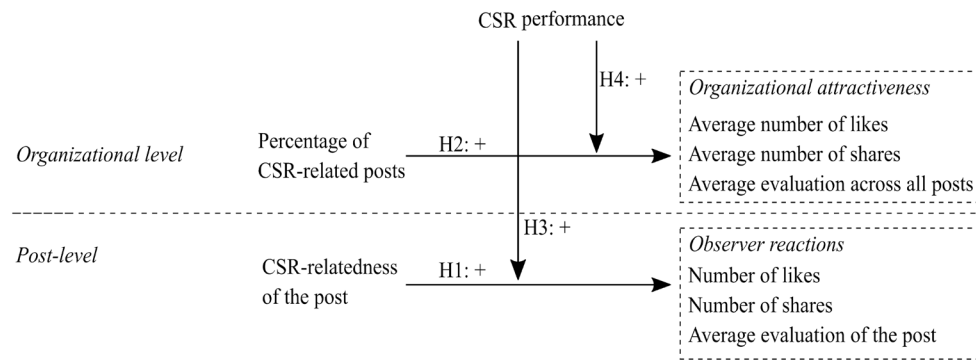 CSR performance
H4: +
Organizational attractiveness
Average number of likes
Average number of shares
Average evaluation across all posts
Organizational level
Percentage of
CSR-related posts
H2: +
H3: +
Post-level
CSR-relatedness
of the post
H1: +
Observer reactions
Number of likes
Number of shares
Average evaluation of the post